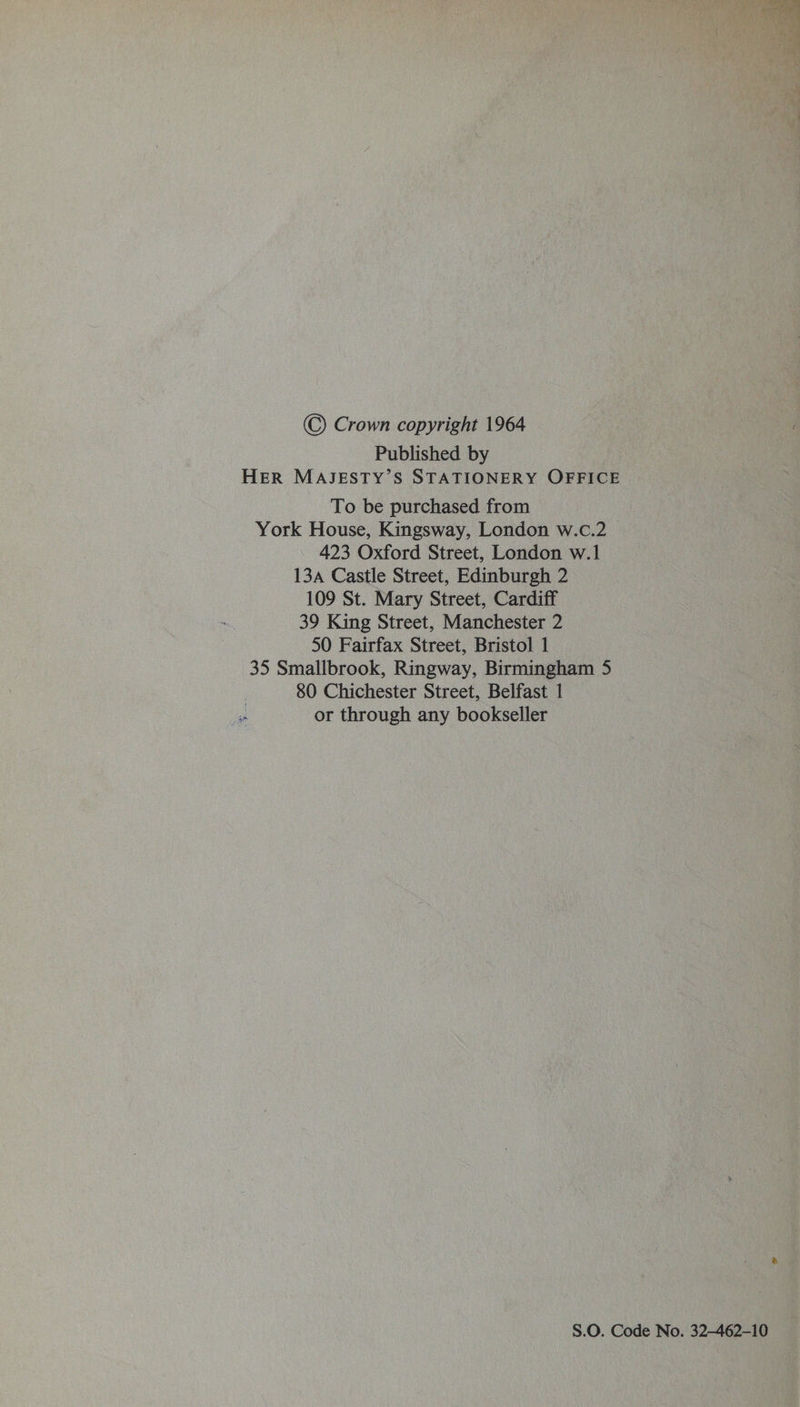 © Crown copyright 1964
Published by
HER MAJESTY’S STATIONERY OFFICE
To be purchased from
York House, Kingsway, London W.C.2
423 Oxford Street, London W.1
13A Castle Street, Edinburgh 2
109 St. Mary Street, Cardiff
39 King Street, Manchester 2
50 Fairfax Street, Bristol 1
35 Smallbrook, Ringway, Birmingham 5
80 Chichester Street, Belfast 1
or through any bookseller
S.O. Code No. 32–462–10